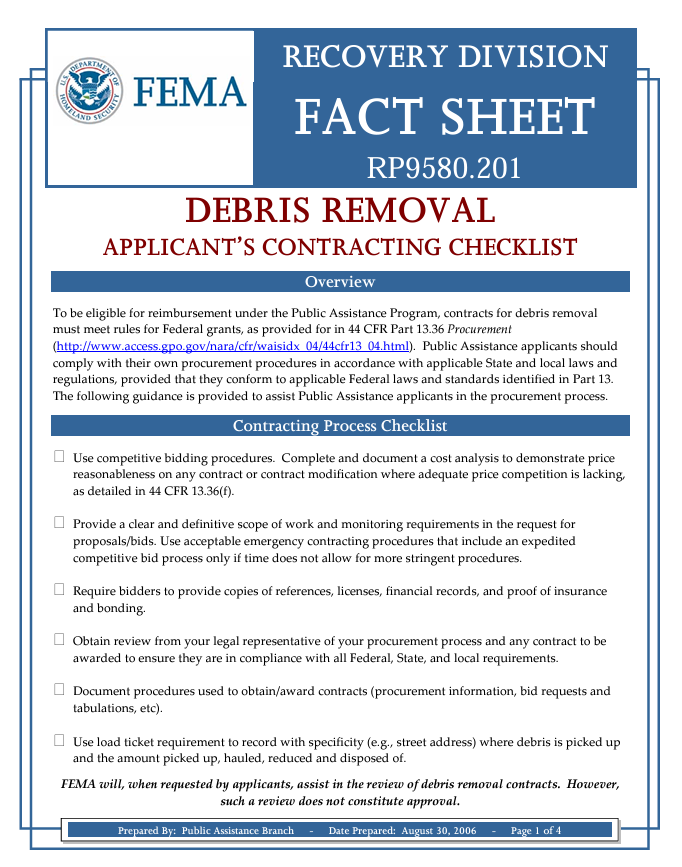 U.S. DEPARTMENT OF HOMELAND SECURITY
FEMA
RECOVERY DIVISION
FACT SHEET
RP9580.201
DEBRIS REMOVAL
APPLICANT'S CONTRACTING CHECKLIST
Overview
To be eligible for reimbursement under the Public Assistance Program, contracts for debris removal
must meet rules for Federal grants, as provided for in 44 CFR Part 13.36 Procurement
(http://www.access.gpo.gov/nara/cfr/waisidx_04/44cfr13_04.html).  Public Assistance applicants should
comply with their own procurement procedures in accordance with applicable State and local laws and
regulations, provided that they conform to applicable Federal laws and standards identified in Part 13.
The following guidance is provided to assist Public Assistance applicants in the procurement process.
Contracting Process Checklist
Use competitive bidding procedures.  Complete and document a cost analysis to demonstrate price
reasonableness on any contract or contract modification where adequate price competition is lacking,
as detailed in 44 CFR 13.36(f).
Provide a clear and definitive scope of work and monitoring requirements in the request for
proposals/bids. Use acceptable emergency contracting procedures that include an expedited
competitive bid process only if time does not allow for more stringent procedures.
Require bidders to provide copies of references, licenses, financial records, and proof of insurance
and bonding.
Obtain review from your legal representative of your procurement process and any contract to be
awarded to ensure they are in compliance with all Federal, State, and local requirements.
Document procedures used to obtain/award contracts (procurement information, bid requests and
tabulations, etc).
Use load ticket requirement to record with specificity (e.g., street address) where debris is picked up
and the amount picked up, hauled, reduced and disposed of.
FEMA will, when requested by applicants, assist in the review of debris removal contracts.  However,
such a review does not constitute approval.
Prepared By:  Public Assistance Branch  -  Date Prepared:  August 30, 2006  -  Page 1 of 4